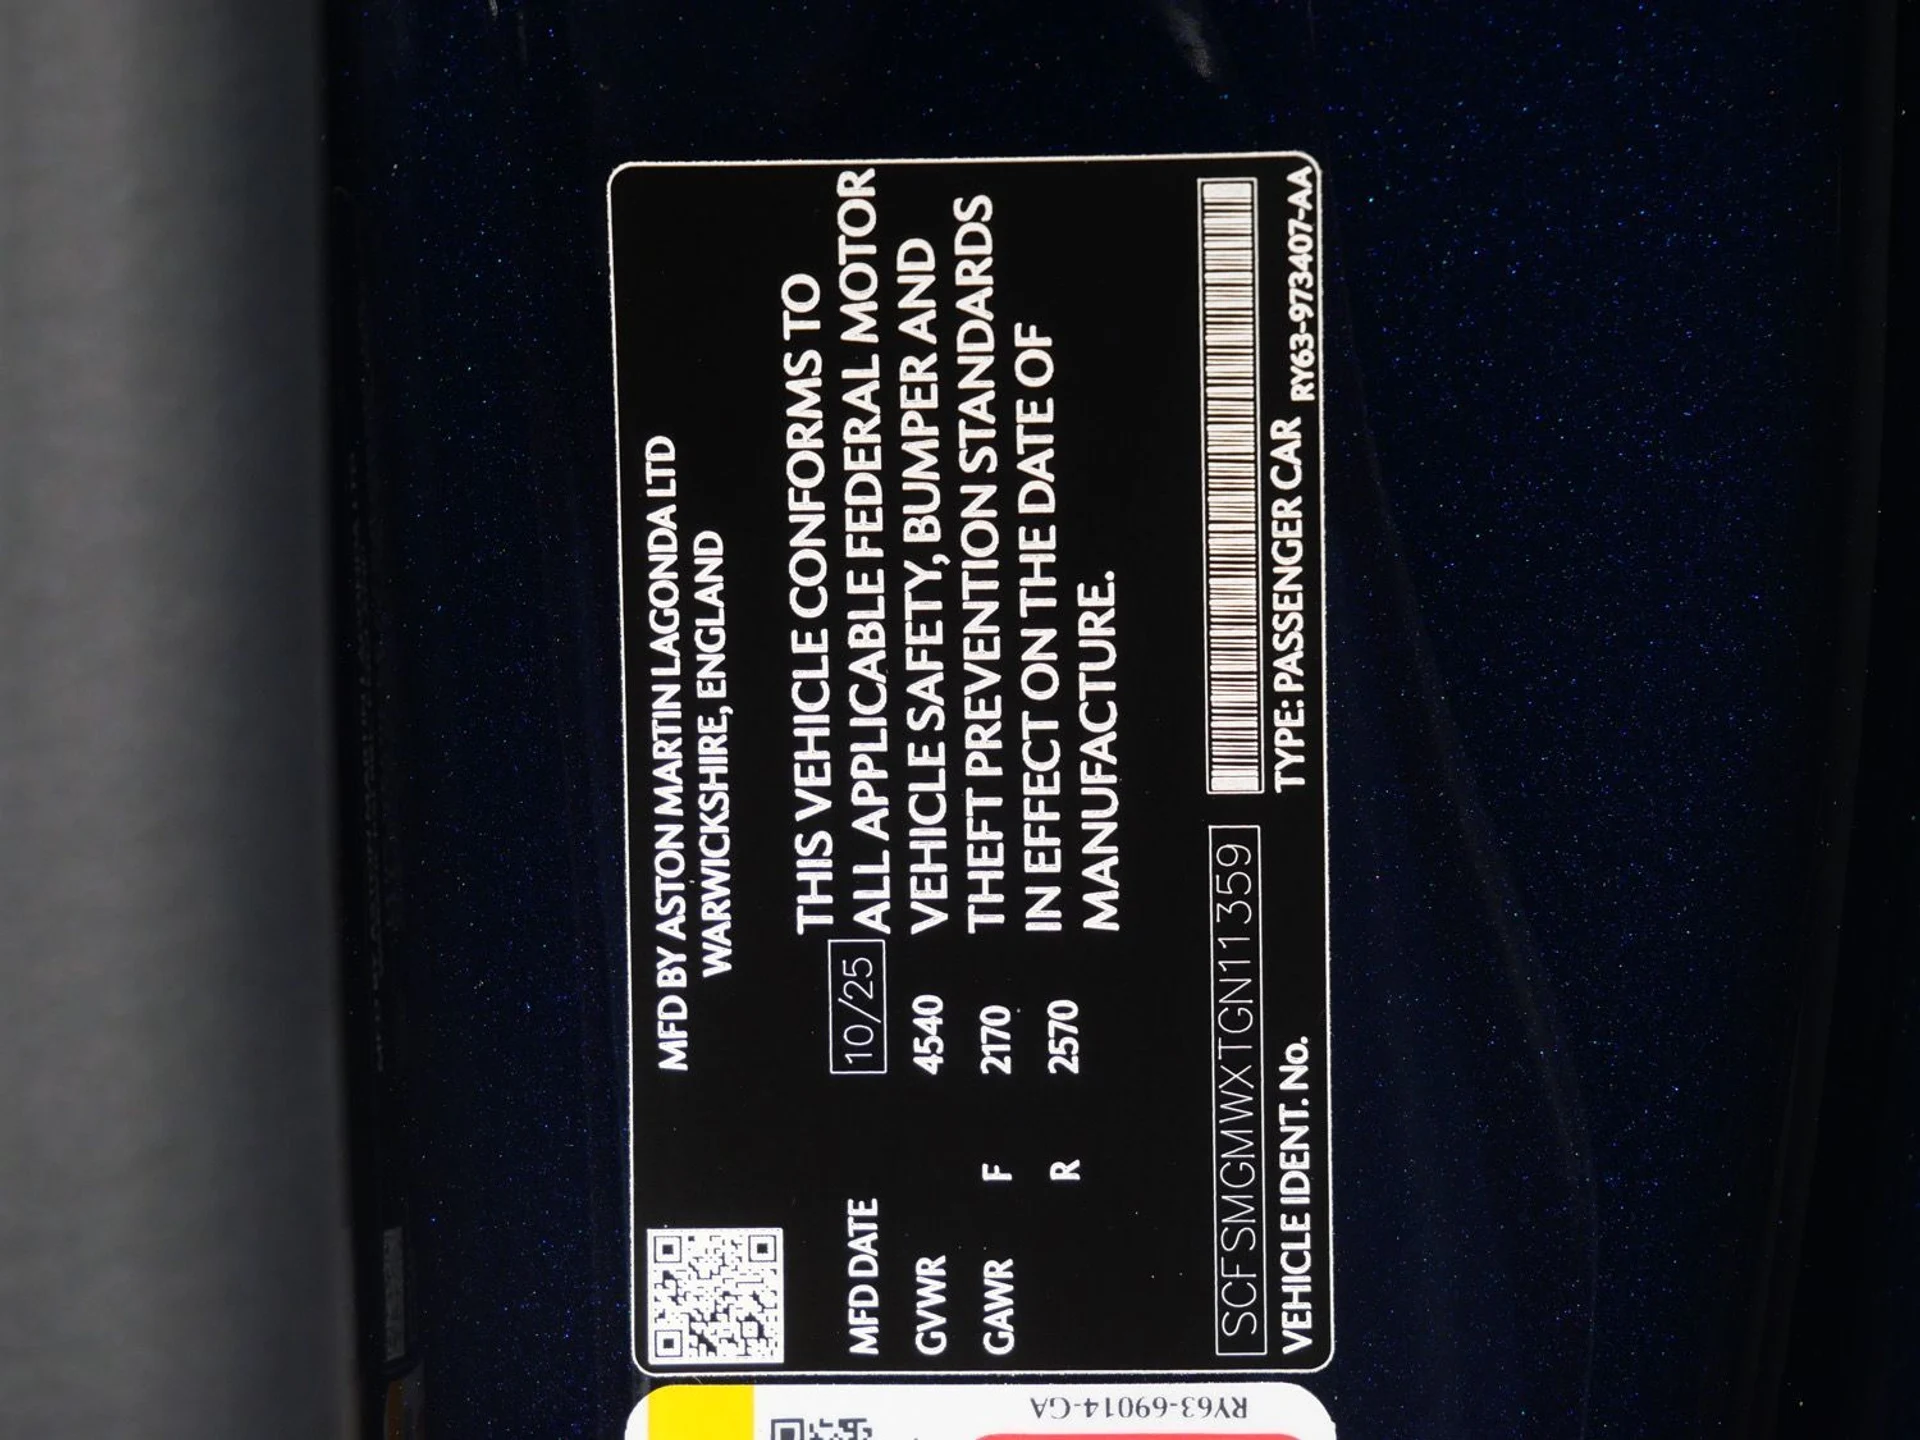 MFD BY ASTON MARTIN LAGONDA LTD
WARWICKSHIRE, ENGLAND
MFD DATE 10/25
GVWR 4540
GAWR F 2170
R 2570
THIS VEHICLE CONFORMS TO
ALL APPLICABLE FEDERAL MOTOR
VEHICLE SAFETY, BUMPER AND
THEFT PREVENTION STANDARDS
IN EFFECT ON THE DATE OF
MANUFACTURE.
SCFSMGMWXTGN11359
VEHICLE IDENT. No.
TYPE: PASSENGER CAR
RY63-973407-AA
RY63-69014-GA